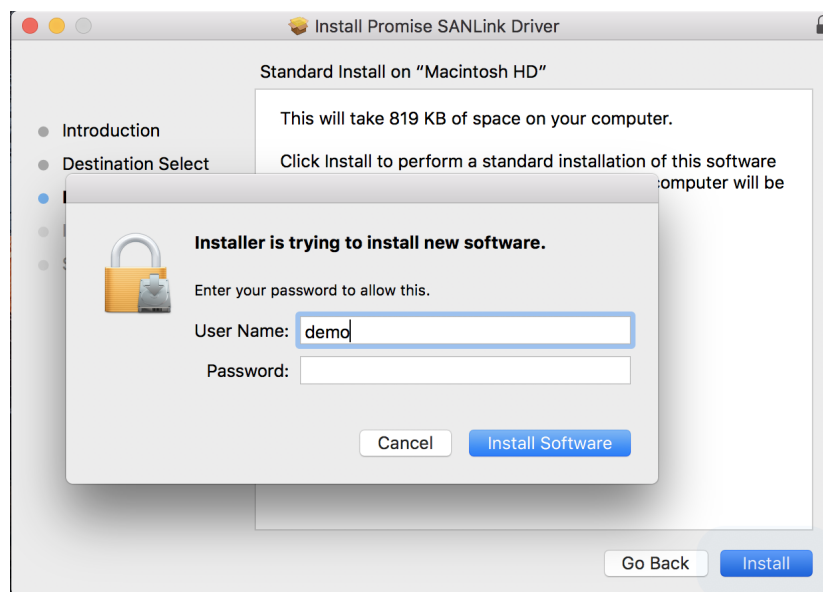 Install Promise SANLink Driver
Standard Install on “Macintosh HD”
Introduction
Destination Select
This will take 819 KB of space on your computer.
Click Install to perform a standard installation of this software
computer will be
Installer is trying to install new software.
Enter your password to allow this.
User Name: demo
Password:
Cancel
Install Software
Go Back
Install